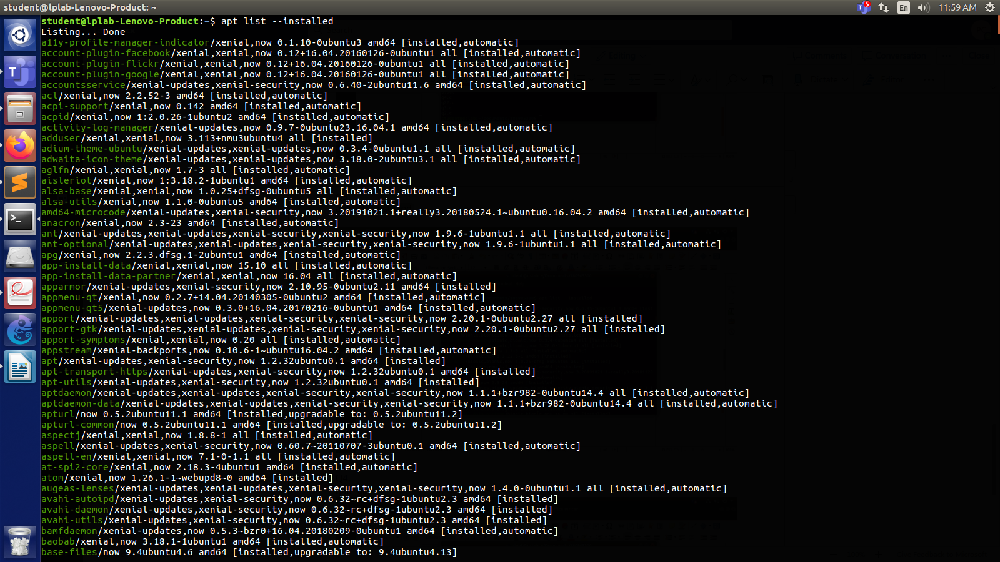 student@lplab-Lenovo-Product: ~
5
En
11:59 AM
student@lplab-Lenovo-Product:~$ apt list --installed
Listing... Done
a11y-profile-manager-indicator/xenial,now 0.1.10-0ubuntu3 amd64 [installed,automatic]
account-plugin-facebook/xenial,xenial,now 0.12+16.04.20160126-0ubuntu1 all [installed,automatic]
account-plugin-flickr/xenial,xenial,now 0.12+16.04.20160126-0ubuntu1 all [installed,automatic]
account-plugin-google/xenial,xenial,now 0.12+16.04.20160126-0ubuntu1 all [installed,automatic]
accountsservice/xenial-updates,xenial-security,now 0.6.40-2ubuntu11.6 amd64 [installed,automatic]
acl/xenial,now 2.2.52-3 amd64 [installed,automatic]
acpi-support/xenial,now 0.142 amd64 [installed,automatic]
acpid/xenial,now 1:2.0.26-1ubuntu2 amd64 [installed,automatic]
activity-log-manager/xenial-updates,now 0.9.7-0ubuntu23.16.04.1 amd64 [installed,automatic]
adduser/xenial,xenial,now 3.113+nmu3ubuntu4 all [installed]
adium-theme-ubuntu/xenial-updates,xenial-updates,now 0.3.4-0ubuntu1.1 all [installed,automatic]
adwaita-icon-theme/xenial-updates,xenial-updates,now 3.18.0-2ubuntu3.1 all [installed,automatic]
aglfn/xenial,xenial,now 1.7-3 all [installed,automatic]
aisleriot/xenial,now 1:3.18.2-1ubuntu1 amd64 [installed,automatic]
alsa-base/xenial,xenial,now 1.0.25+dfsg-0ubuntu5 all [installed,automatic]
alsa-utils/xenial,now 1.1.0-0ubuntu5 amd64 [installed,automatic]
amd64-microcode/xenial-updates,xenial-security,now 3.20191021.1+really3.20180524.1~ubuntu0.16.04.2 amd64 [installed,automatic]
anacron/xenial,now 2.3-23 amd64 [installed,automatic]
ant/xenial-updates,xenial-updates,xenial-security,xenial-security,now 1.9.6-1ubuntu1.1 all [installed,automatic]
ant-optional/xenial-updates,xenial-updates,xenial-security,xenial-security,now 1.9.6-1ubuntu1.1 all [installed,automatic]
apg/xenial,now 2.2.3.dfsg.1-2ubuntu1 amd64 [installed,automatic]
app-install-data/xenial,xenial,now 15.10 all [installed,automatic]
app-install-data-partner/xenial,xenial,now 16.04 all [installed,automatic]
apparmor/xenial-updates,xenial-security,now 2.10.95-0ubuntu2.11 amd64 [installed]
appmenu-qt/xenial,now 0.2.7+14.04.20140305-0ubuntu2 amd64 [installed,automatic]
appmenu-qt5/xenial-updates,now 0.3.0+16.04.20170216-0ubuntu1 amd64 [installed,automatic]
apport/xenial-updates,xenial-updates,xenial-security,xenial-security,now 2.20.1-0ubuntu2.27 all [installed]
apport-gtk/xenial-updates,xenial-updates,xenial-security,xenial-security,now 2.20.1-0ubuntu2.27 all [installed]
apport-symptoms/xenial,xenial,now 0.20 all [installed,automatic]
appstream/xenial-backports,now 0.10.6-1~ubuntu16.04.2 amd64 [installed,automatic]
apt/xenial-updates,xenial-security,now 1.2.32ubuntu0.1 amd64 [installed]
apt-transport-https/xenial-updates,xenial-security,now 1.2.32ubuntu0.1 amd64 [installed]
apt-utils/xenial-updates,xenial-security,now 1.2.32ubuntu0.1 amd64 [installed]
aptdaemon/xenial-updates,xenial-updates,xenial-security,xenial-security,now 1.1.1+bzr982-0ubuntu14.4 all [installed,automatic]
aptdaemon-data/xenial-updates,xenial-updates,xenial-security,xenial-security,now 1.1.1+bzr982-0ubuntu14.4 all [installed,automatic]
apturl/now 0.5.2ubuntu11.1 amd64 [installed,upgradable to: 0.5.2ubuntu11.2]
apturl-common/now 0.5.2ubuntu11.1 amd64 [installed,upgradable to: 0.5.2ubuntu11.2]
aspectj/xenial,xenial,now 1.8.8-1 all [installed,automatic]
aspell/xenial-updates,xenial-security,now 0.60.7~20110707-3ubuntu0.1 amd64 [installed,automatic]
aspell-en/xenial,xenial,now 7.1-0-1.1 all [installed,automatic]
at-spi2-core/xenial,now 2.18.3-4ubuntu1 amd64 [installed,automatic]
atom/xenial,now 1.26.1-1~webupd8~0 amd64 [installed]
augeas-lenses/xenial-updates,xenial-updates,xenial-security,xenial-security,now 1.4.0-0ubuntu1.1 all [installed,automatic]
avahi-autoipd/xenial-updates,xenial-security,now 0.6.32~rc+dfsg-1ubuntu2.3 amd64 [installed]
avahi-daemon/xenial-updates,xenial-security,now 0.6.32~rc+dfsg-1ubuntu2.3 amd64 [installed]
avahi-utils/xenial-updates,xenial-security,now 0.6.32~rc+dfsg-1ubuntu2.3 amd64 [installed]
bamfdaemon/xenial-updates,now 0.5.3~bzr0+16.04.20180209-0ubuntu1 amd64 [installed,automatic]
baobab/xenial,now 3.18.1-1ubuntu1 amd64 [installed,automatic]
base-files/now 9.4ubuntu4.6 amd64 [installed,upgradable to: 9.4ubuntu4.13]